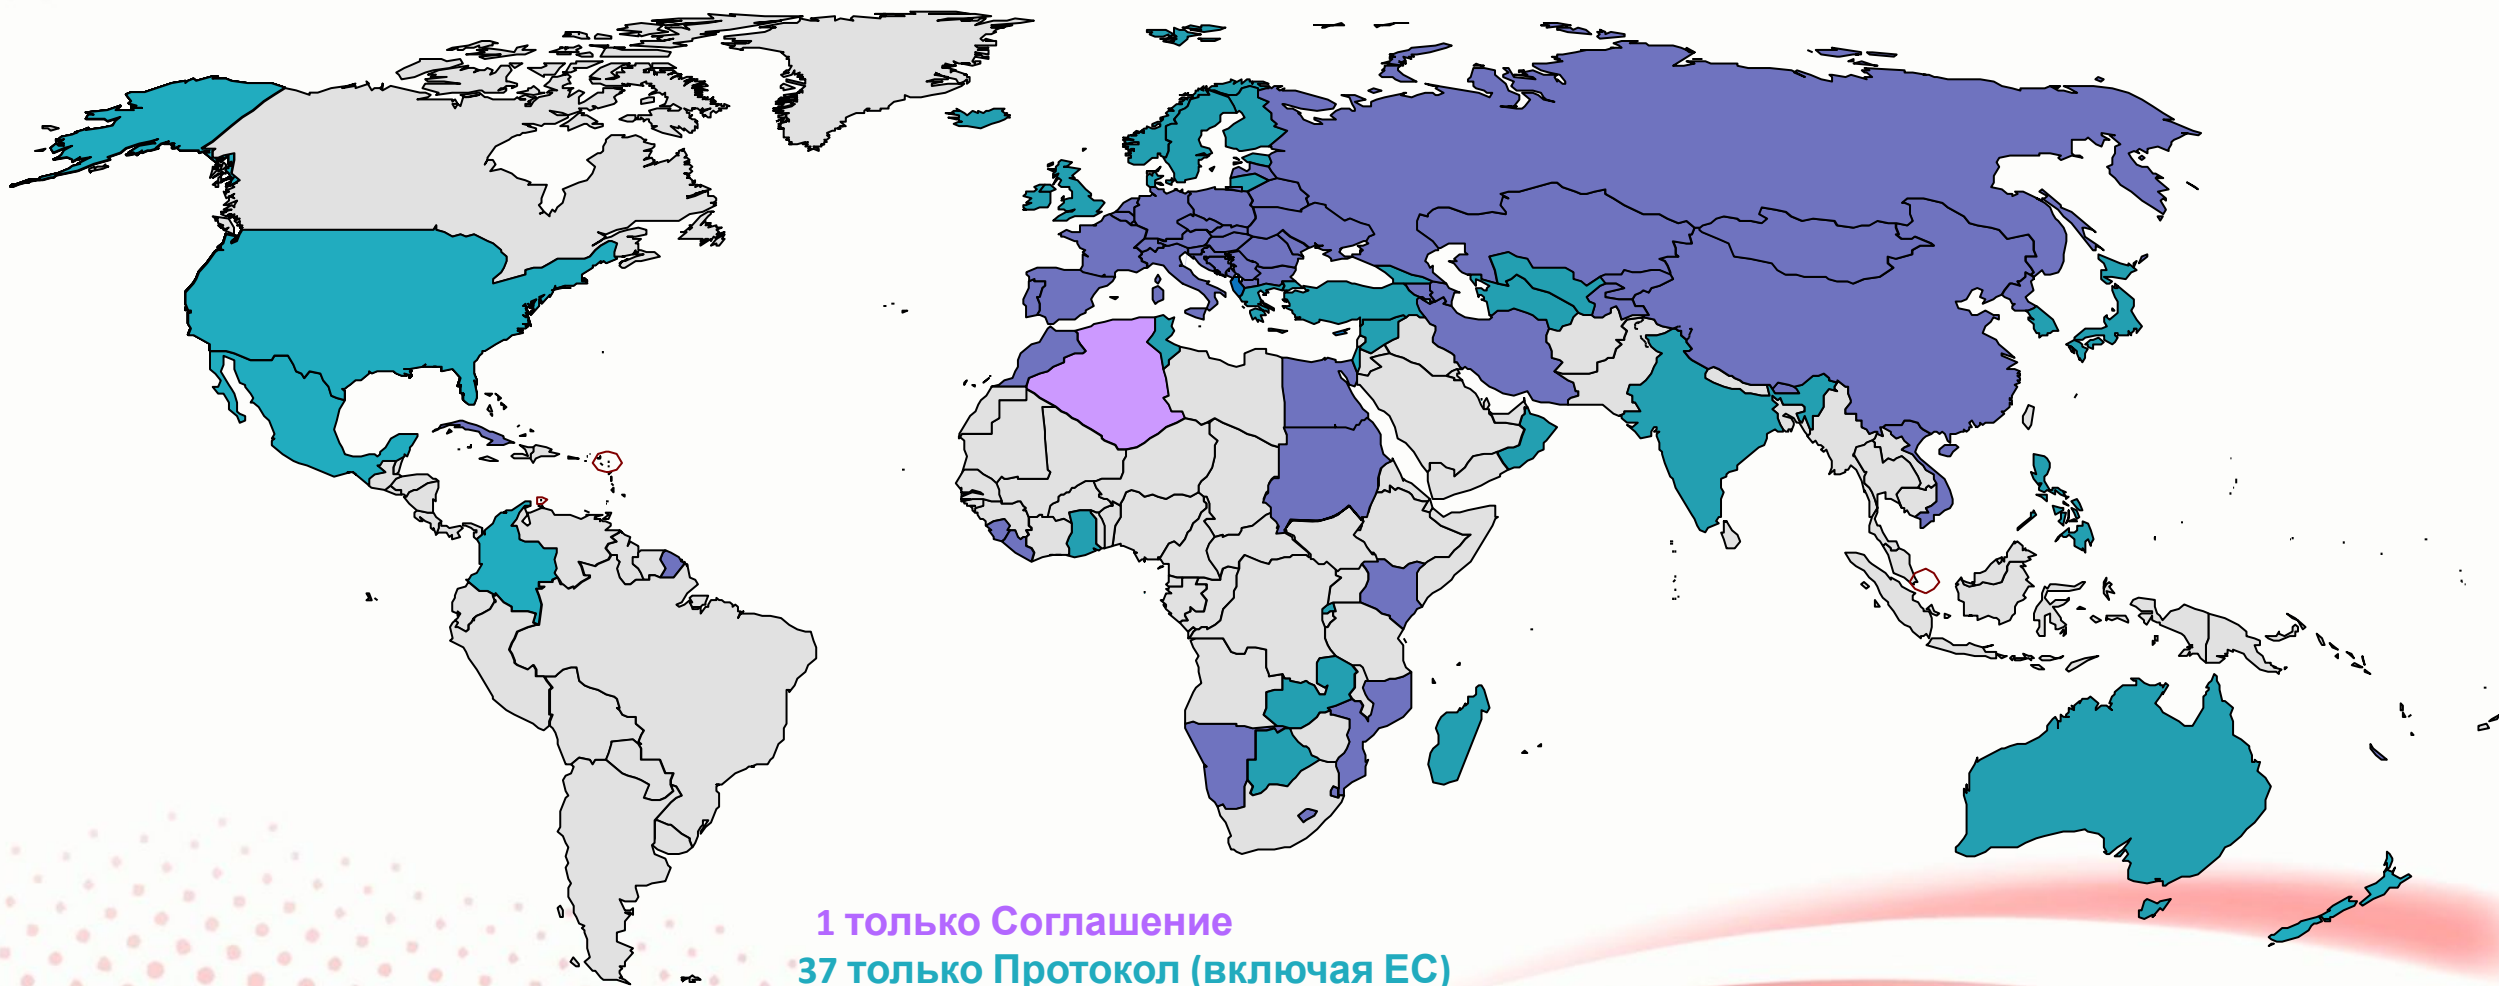 1 только Соглашение
37 только Протокол (включая ЕС)